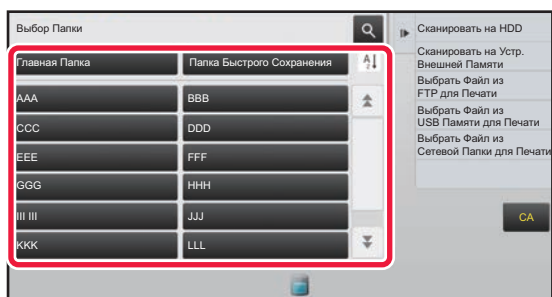 Выбор Папки
Главная Папка
Папка Быстрого Сохранения
A
Z
AAA
BBB
CCC
DDD
EEE
FFF
GGG
HHH
III III
JJJ
KKK
LLL
Сканировать на HDD
Сканировать на Устр.
Внешней Памяти
Выбрать Файл из
FTP для Печати
Выбрать Файл из
USB Памяти для Печати
Выбрать Файл из
Сетевой Папки для Печати
CA